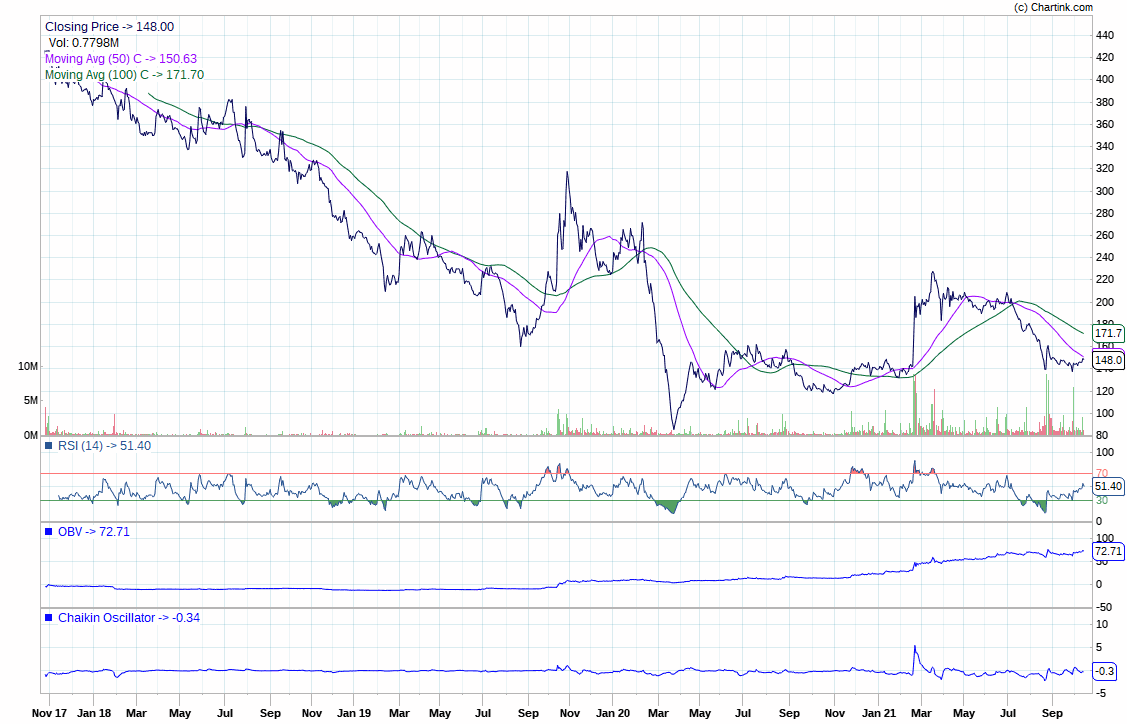 (c) Chartink.com
Closing Price -> 148.00
Vol: 0.7798M
Moving Avg (50) C -> 150.63
Moving Avg (100) C -> 171.70
440
420
400
380
360
340
320
300
280
260
240
220
200
180
171.7
160
148.0
140
120
100
80
10M
5M
0M
RSI (14) -> 51.40
100
70
51.40
30
0
OBV -> 72.71
100
72.71
50
0
-50
Chaikin Oscillator -> -0.34
10
5
-0.3
-5
Nov 17 Jan 18 Mar May Jul Sep Nov Jan 19 Mar May Jul Sep Nov Jan 20 Mar May Jul Sep Nov Jan 21 Mar May Jul Sep